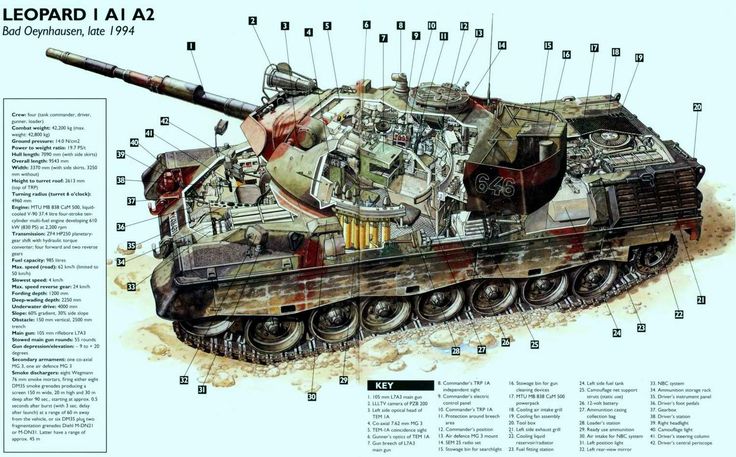 LEOPARD 1 A1 A2
Bad Oeynhausen, late 1994
Crew: four (tank commander, driver,
gunner, loader)
Combat weight: 42,200 kg (max.
weight: 42,800 kg)
Ground pressure: 14.0 N/cm2
Power to weight ratio: 19.7 PS/t
Hull length: 7090 mm (with side skirts)
Overall length: 9543 mm
Width: 3370 mm (with side skirts, 3250
mm without)
Height to turret roof: 2613 mm
(top of TRP)
Turning radius (turret 6 o'clock):
4960 mm
Engine: MTU MB 838 CaM 500, liquid-
cooled V-90 37.4 litre four-stroke ten-
cylinder multi-fuel engine developing 610
kW (830 PS) at 2,200 rpm
Transmission: ZF4 HP250 planetary-
gear shift with hydraulic torque
converter; four forward and two reverse
gears
Fuel capacity: 985 litres
Max. speed (road): 62 km/h (limited to
50 km/h)
Slowest speed: 4 km/h
Max. speed reverse gear: 24 km/h
Fording depth: 1200 mm
Deep-wading depth: 2250 mm
Underwater drive: 4000 mm
Slope: 60% gradient, 30% side slope
Obstacle: 150 mm vertical, 2500 mm
trench
Main gun: 105 mm riflebore L7A3
Stowed main gun rounds: 55 rounds
Gun depression/elevation: – 9 to + 20
degrees
Secondary armament: one co-axial
MG 3, one air defence MG 3
Smoke dischargers: eight Wegmann
76 mm smoke mortars, firing either eight
DM35 smoke grenades producing a
screen 150 m wide, 20 m high and 30 m
deep after 90 sec., starting at approx. 0.5
seconds after burst (with 3 sec. delay
after launch) at a range of 60 m away
from the vehicle, or six DM35 plus two
fragmentation grenades Diehl M-DN21
or M-DN31. Latter have a range of
approx. 45 m
1
2
3
4
5
6
7
8
9
10
11
12
13
14
15
16
17
18
19
20
21
22
23
24
25
26
27
28
29
30
31
32
33
34
35
36
37
38
39
40
41
42
646
KEY
1. 105 mm L7A3 main gun
2. LLLTV camera of PZB 200
3. Left side optical head of
TEM 1A
4. Co-axial 7.62 mm MG 3
5. TEM-1A coincidence sight
6. Gunner's optics of TEM 1A
7. Gun breech of L7A3
main gun
8. Commander's TRP 1A
independent sight
9. Commander's electric
control panel
10. Commander's TRP 1A
11. Protection around breech
area
12. Commander's position
13. Air defence MG 3 mount
14. SEM 25 radio set
15. Stowage bin for searchlight
16. Stowage bin for gun
cleaning devices
17. MTU MB 838 CaM 500
powerpack
18. Cooling air intake grill
19. Cooling fan assembly
20. Tool box
21. Left side exhaust grill
22. Cooling liquid
reservoir/radiator
23. Fuel fitting station
24. Left side fuel tank
25. Camouflage net support
struts (static use)
26. 12-volt battery
27. Ammunition casing
collection bag
28. Loader's station
29. Ready use ammunition
30. Air intake for NBC system
31. Left position light
32. Left rear-view mirror
33. NBC system
34. Ammunition storage rack
35. Driver's instrument panel
36. Driver's foot pedals
37. Gearbox
38. Driver's station
39. Right headlight
40. Camouflage light
41. Driver's steering column
42. Driver's central periscope